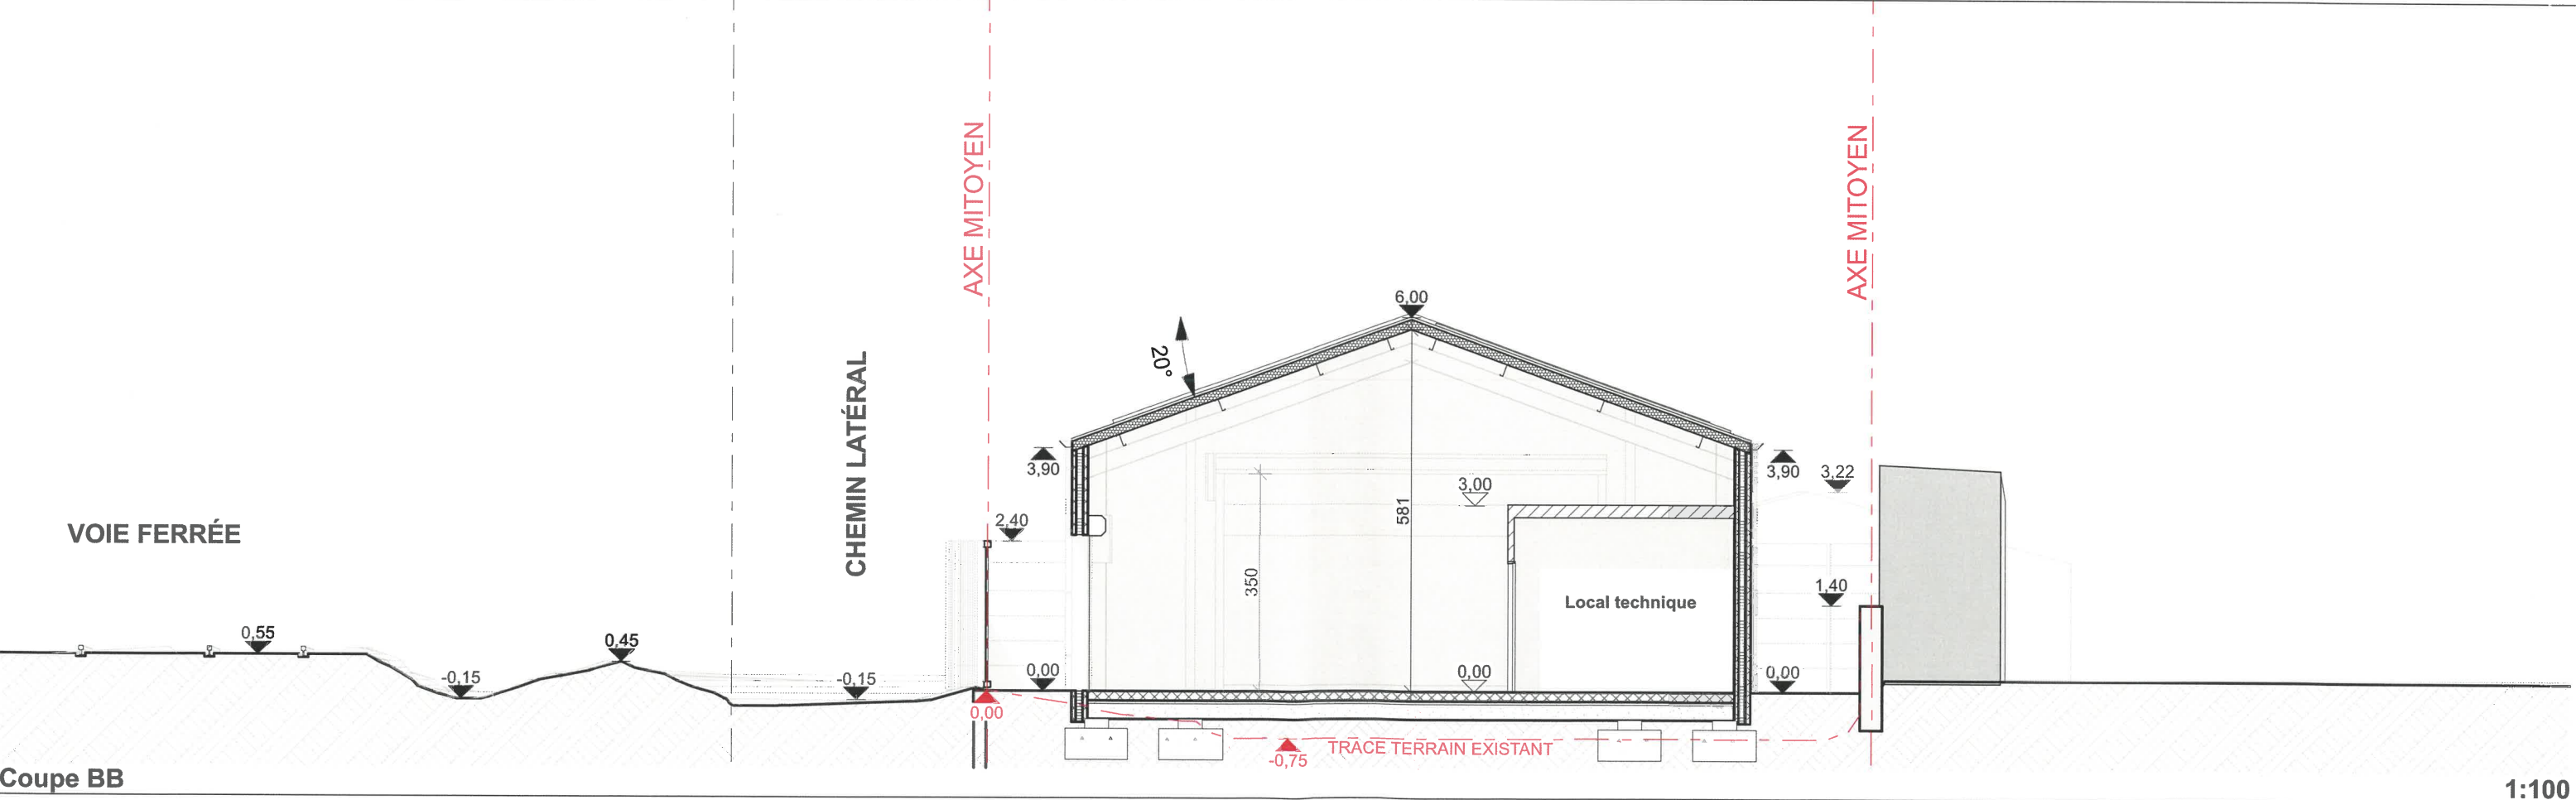 AXE MITOYEN
AXE MITOYEN
6,00
20°
CHEMIN LATÉRAL
3,90
3,90
3,22
3,00
581
VOIE FERRÉE
2,40
350
1,40
Local technique
0,55
0,45
-0,15
-0,15
0,00
0,00
0,00
0,00
TRACE TERRAIN EXISTANT
-0,75
Coupe BB
1:100